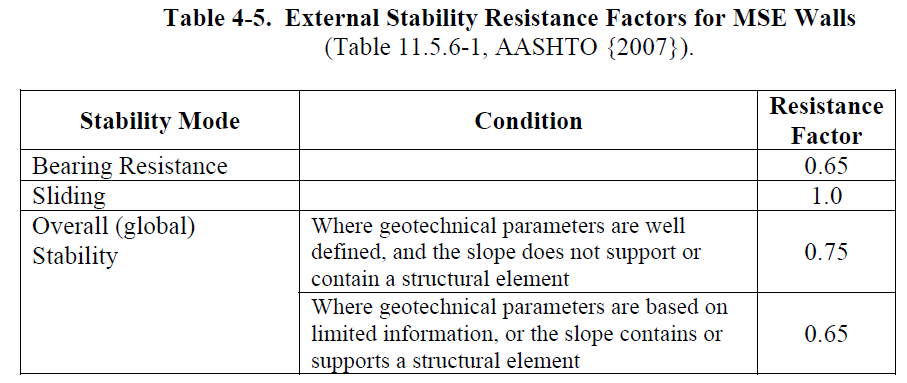 Table 4-5.  External Stability Resistance Factors for MSE Walls
(Table 11.5.6-1, AASHTO {2007}).
Stability Mode
Condition
Resistance
Factor
Bearing Resistance
0.65
Sliding
1.0
Overall (global)
Stability
Where geotechnical parameters are well
defined, and the slope does not support or
contain a structural element
0.75
Where geotechnical parameters are based on
limited information, or the slope contains or
supports a structural element
0.65